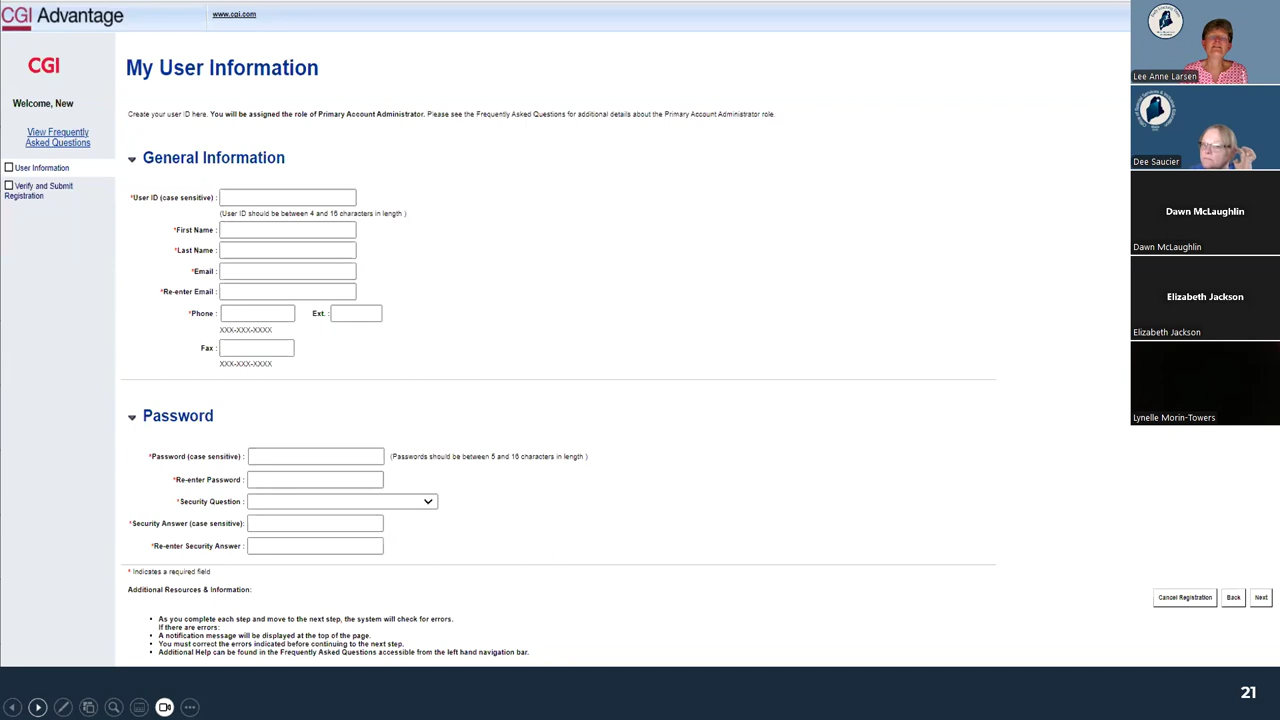 CGI Advantage
www.cgi.com
CGI
Welcome, New
View Frequently
Asked Questions
User Information
Verify and Submit
Registration
My User Information
Create your user ID here. You will be assigned the role of Primary Account Administrator. Please see the Frequently Asked Questions for additional details about the Primary Account Administrator role.
General Information
*User ID (case sensitive) :
(User ID should be between 4 and 16 characters in length )
*First Name :
*Last Name :
*Email :
*Re-enter Email :
*Phone : Ext. :
XXX-XXX-XXXX
Fax :
XXX-XXX-XXXX
Password
*Password (case sensitive) : (Passwords should be between 5 and 16 characters in length )
*Re-enter Password :
*Security Question :
*Security Answer (case sensitive):
*Re-enter Security Answer :
* Indicates a required field
Additional Resources & Information:
• As you complete each step and move to the next step, the system will check for errors.
If there are errors:
• A notification message will be displayed at the top of the page.
• You must correct the errors indicated before continuing to the next step.
• Additional Help can be found in the Frequently Asked Questions accessible from the left hand navigation bar.
Cancel Registration Back Next
21
Lee Anne Larsen
Dee Saucier
Dawn McLaughlin
Dawn McLaughlin
Elizabeth Jackson
Elizabeth Jackson
Lynelle Morin-Towers